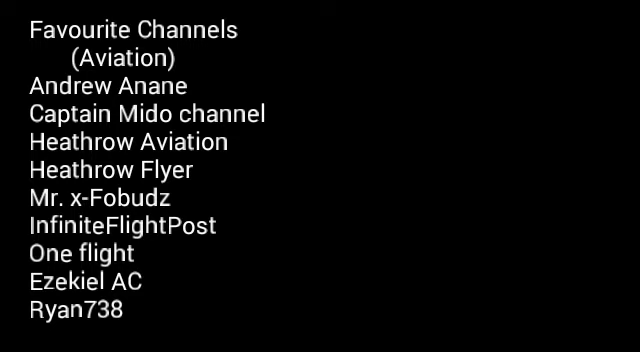 Favourite Channels
(Aviation)
Andrew Anane
Captain Mido channel
Heathrow Aviation
Heathrow Flyer
Mr. x-Fobudz
InfiniteFlightPost
One flight
Ezekiel AC
Ryan738